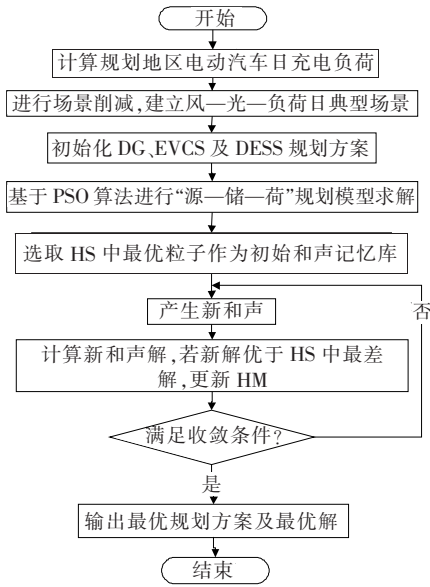 开始
计算规划地区电动汽车日充电负荷
进行场景削减,建立风—光—负荷日典型场景
初始化 DG、EVCS 及 DESS 规划方案
基于 PSO 算法进行“源—储—荷”规划模型求解
选取 HS 中最优粒子作为初始和声记忆库
产生新和声
否
计算新和声解,若新解优于 HS 中最差
解,更新 HM
满足收敛条件?
是
输出最优规划方案及最优解
结束